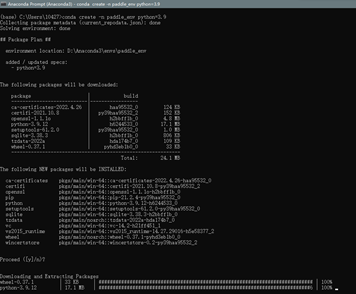 Anaconda Prompt (Anaconda3) - conda create -n paddle_env python=3.9
(base) C:\Users\10427>conda create -n paddle_env python=3.9
Collecting package metadata (current_repodata.json): done
Solving environment: done
## Package Plan ##
environment location: D:\Anaconda3\envs\paddle_env
added / updated specs:
- python=3.9
The following packages will be downloaded:
package | build
ca-certificates-2022.4.26 | haa95532_0 124 KB
certifi-2021.10.8 | py39haa95532_2 152 KB
openssl-1.1.1o | h2bbff1b_0 4.8 MB
python-3.9.12 | h6244533_0 17.1 MB
setuptools-61.2.0 | py39haa95532_0 1.0 MB
sqlite-3.38.3 | h2bbff1b_0 806 KB
tzdata-2022a | hda174b7_0 109 KB
wheel-0.37.1 | pyhd3eb1b0_0 33 KB
Total: 24.1 MB
The following NEW packages will be INSTALLED:
ca-certificates pkgs/main/win-64::ca-certificates-2022.4.26-haa95532_0
certifi pkgs/main/win-64::certifi-2021.10.8-py39haa95532_2
openssl pkgs/main/win-64::openssl-1.1.1o-h2bbff1b_0
pip pkgs/main/win-64::pip-21.2.4-py39haa95532_0
python pkgs/main/win-64::python-3.9.12-h6244533_0
setuptools pkgs/main/win-64::setuptools-61.2.0-py39haa95532_0
sqlite pkgs/main/win-64::sqlite-3.38.3-h2bbff1b_0
tzdata pkgs/main/noarch::tzdata-2022a-hda174b7_0
vc pkgs/main/win-64::vc-14.2-h21ff451_1
vs2015_runtime pkgs/main/win-64::vs2015_runtime-14.27.29016-h5e58377_2
wheel pkgs/main/noarch::wheel-0.37.1-pyhd3eb1b0_0
wincertstore pkgs/main/win-64::wincertstore-0.2-py39haa95532_2
Proceed ([y]/n)?
Downloading and Extracting Packages
wheel-0.37.1 | 33 KB | 100%
python-3.9.12 | 17.1 MB | 100%